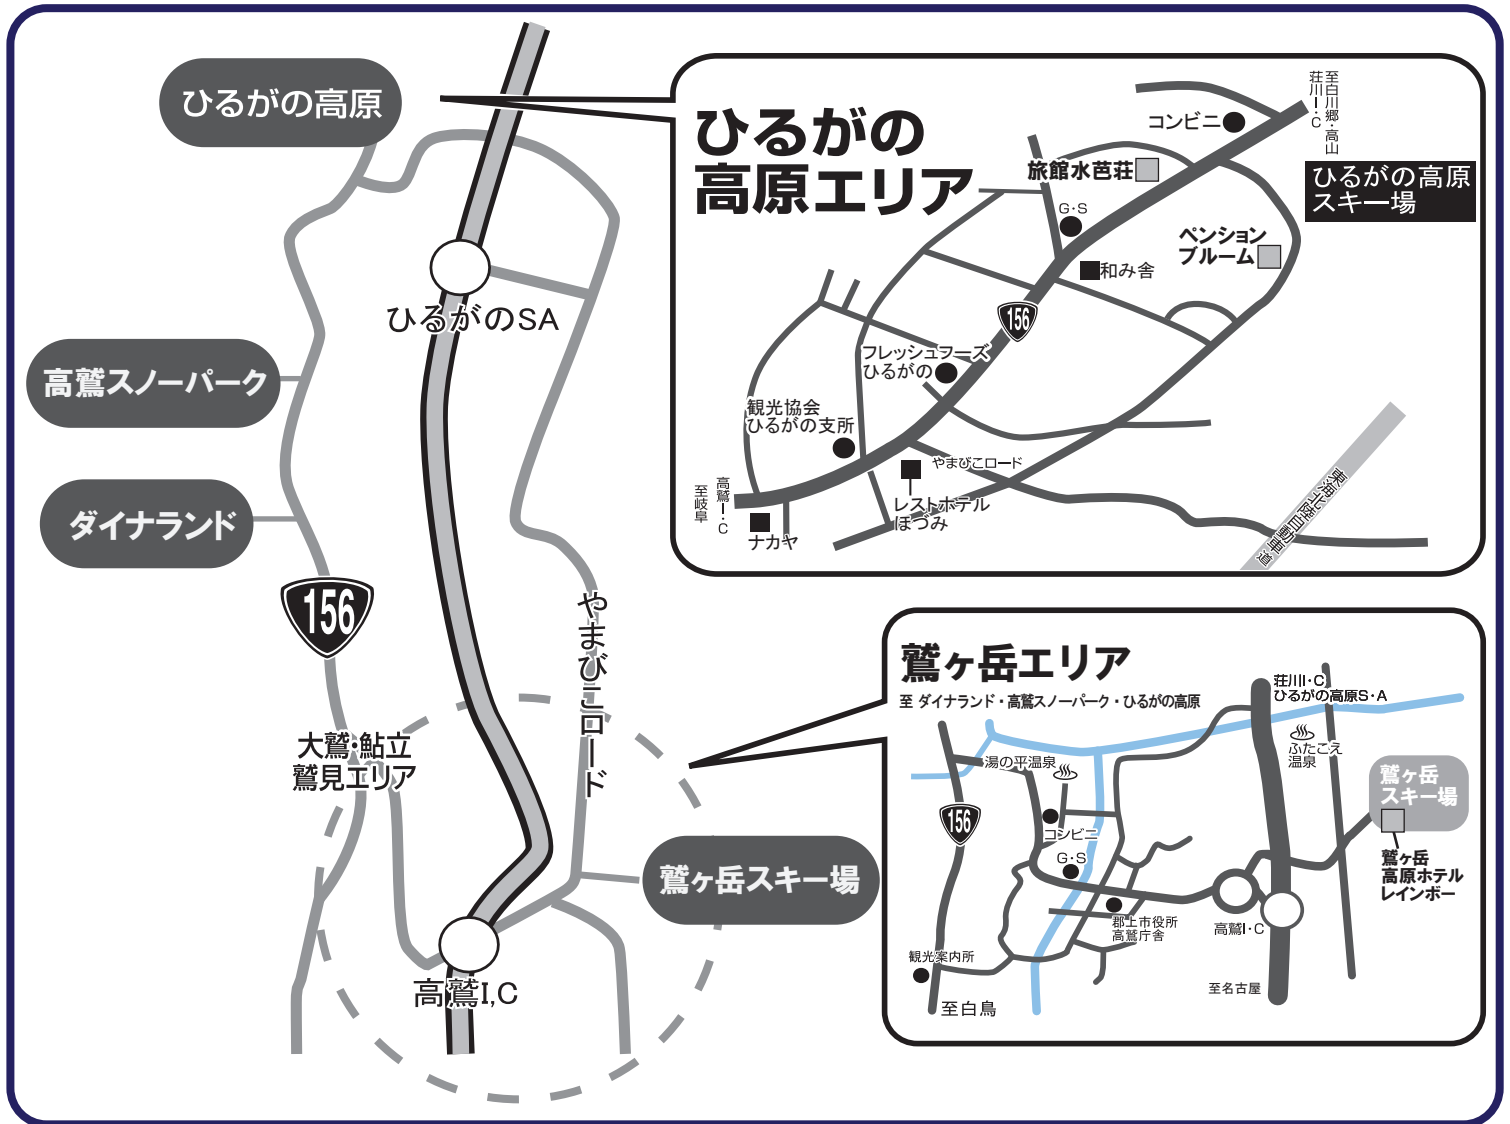 ひるがの高原
ひるがのSA
高鷲スノーパーク
ダイナランド
156
やまびこロード
大鷲・鮎立
鷲見エリア
鷲ヶ岳スキー場
高鷲I,C
ひるがの
高原エリア
コンビニ
至白川郷・高山
荘川I・C
ひるがの高原
スキー場
旅館水芭荘
G・S
ペンション
ブルーム
和み舎
156
フレッシュフーズ
ひるがの
観光協会
ひるがの支所
やまびこロード
レストホテル
ほづみ
高鷲I・C
至岐阜
ナカヤ
東海北陸自動車道
鷲ヶ岳エリア
至 ダイナランド・高鷲スノーパーク・ひるがの高原
荘川I・C
ひるがの高原S・A
ふたこえ
温泉
湯の平温泉
鷲ヶ岳
スキー場
156
コンビニ
G・S
鷲ヶ岳
高原ホテル
レインボー
郡上市役所
高鷲庁舎
高鷲I・C
観光案内所
至名古屋
至白鳥